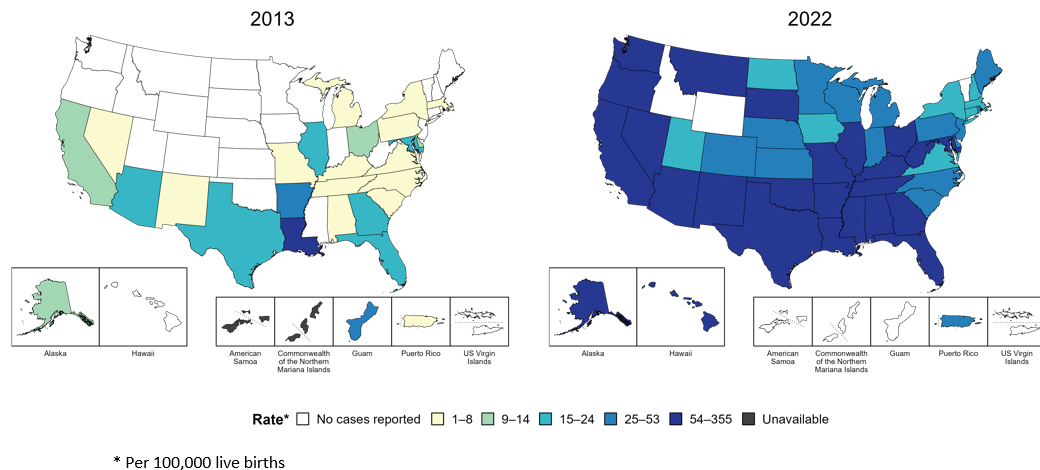 2013
2022
Alaska
Hawaii
American
Samoa
Commonwealth
of the Northern
Mariana Islands
Guam
Puerto Rico
US Virgin
Islands
Alaska
Hawaii
American
Samoa
Commonwealth
of the Northern
Mariana Islands
Guam
Puerto Rico
US Virgin
Islands
Rate* No cases reported 1–8 9–14 15–24 25–53 54–355 Unavailable
* Per 100,000 live births